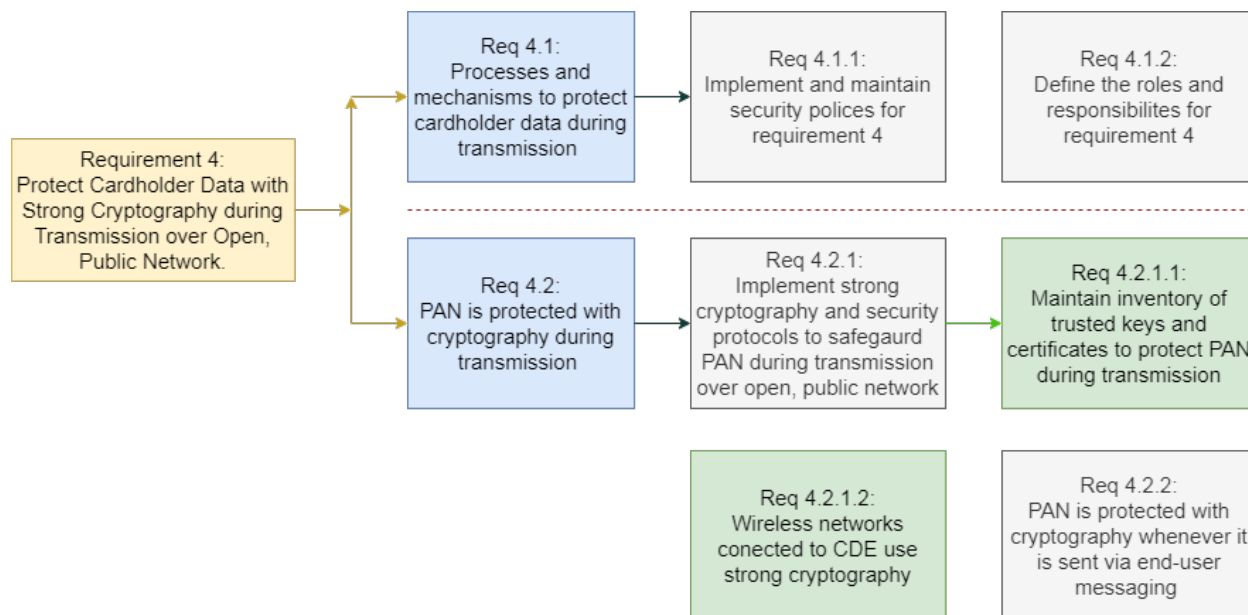 Requirement 4:
Protect Cardholder Data with
Strong Cryptography during
Transmission over Open,
Public Network.
Req 4.1:
Processes and
mechanisms to protect
cardholder data during
transmission
Req 4.1.1:
Implement and maintain
security polices for
requirement 4
Req 4.1.2:
Define the roles and
responsibilites for
requirement 4
Req 4.2:
PAN is protected with
cryptography during
transmission
Req 4.2.1:
Implement strong
cryptography and security
protocols to safegaurd
PAN during transmission
over open, public network
Req 4.2.1.1:
Maintain inventory of
trusted keys and
certificates to protect PAN
during transmission
Req 4.2.1.2:
Wireless networks
conected to CDE use
strong cryptography
Req 4.2.2:
PAN is protected with
cryptography whenever it
is sent via end-user
messaging